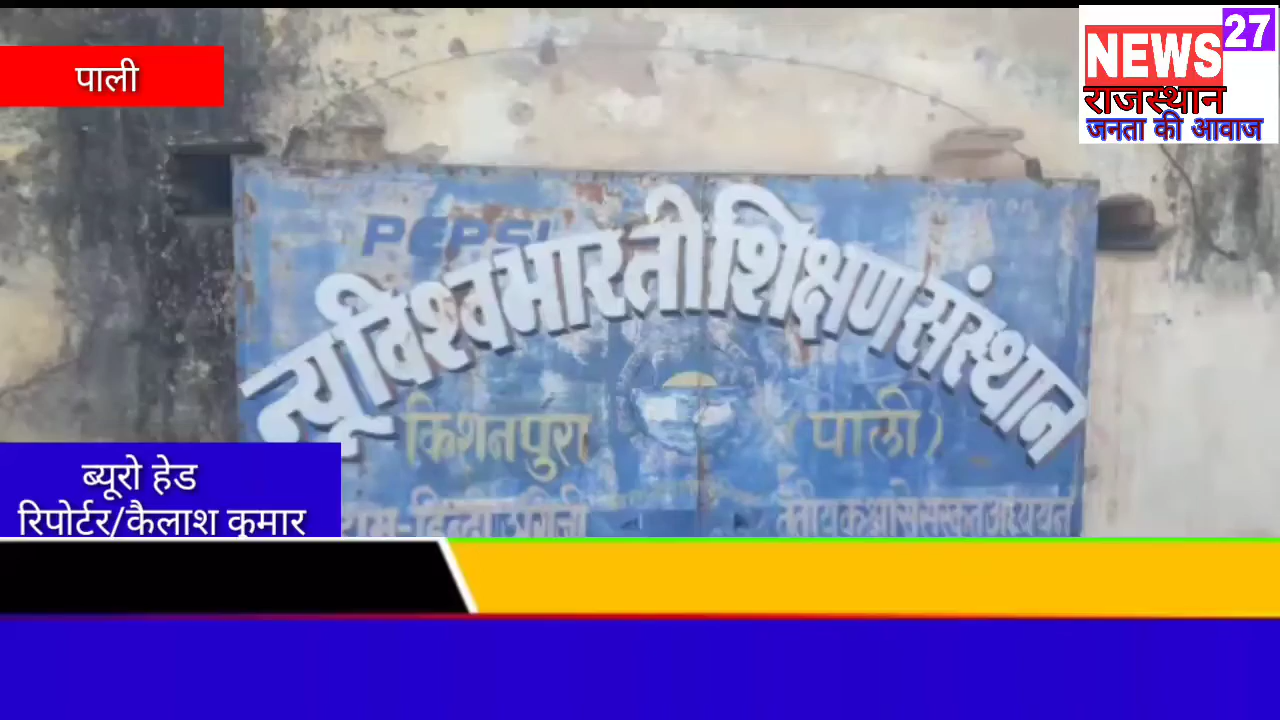 पाली
NEWS 27
राजस्थान
जनता की आवाज
PEPSI
न्यू विश्व भारती शिक्षण संस्थान
किशनपुरा (पाली)
ब्यूरो हेड
रिपोर्टर/कैलाश कुमार